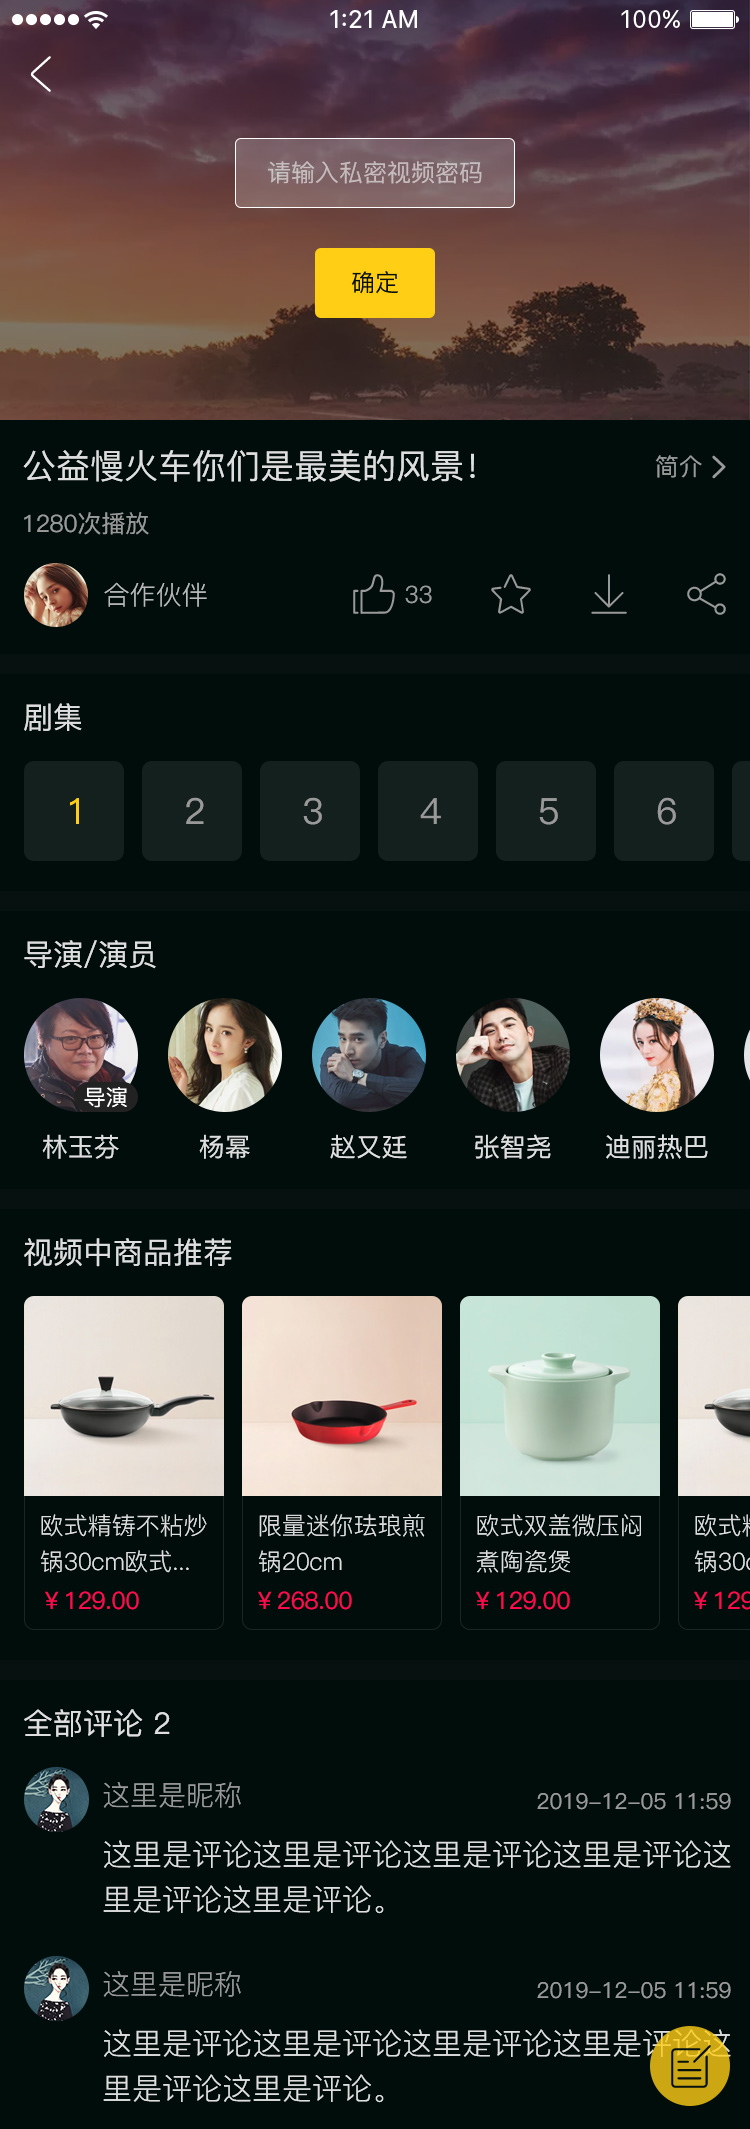 1:21 AM
100%
请输入私密视频密码
确定
公益慢火车你们是最美的风景！
简介
1280次播放
合作伙伴
33
剧集
1 2 3 4 5 6
导演/演员
导演
林玉芬 杨幂 赵又廷 张智尧 迪丽热巴
视频中商品推荐
欧式精铸不粘炒
锅30cm欧式...
¥ 129.00
限量迷你珐琅煎
锅20cm
¥ 268.00
欧式双盖微压闷
煮陶瓷煲
¥ 129.00
欧式
锅30
¥ 129
全部评论 2
这里是昵称
2019-12-05 11:59
这里是评论这里是评论这里是评论这里是评论这
里是评论这里是评论。
这里是昵称
2019-12-05 11:59
这里是评论这里是评论这里是评论这里是评论这
里是评论这里是评论。